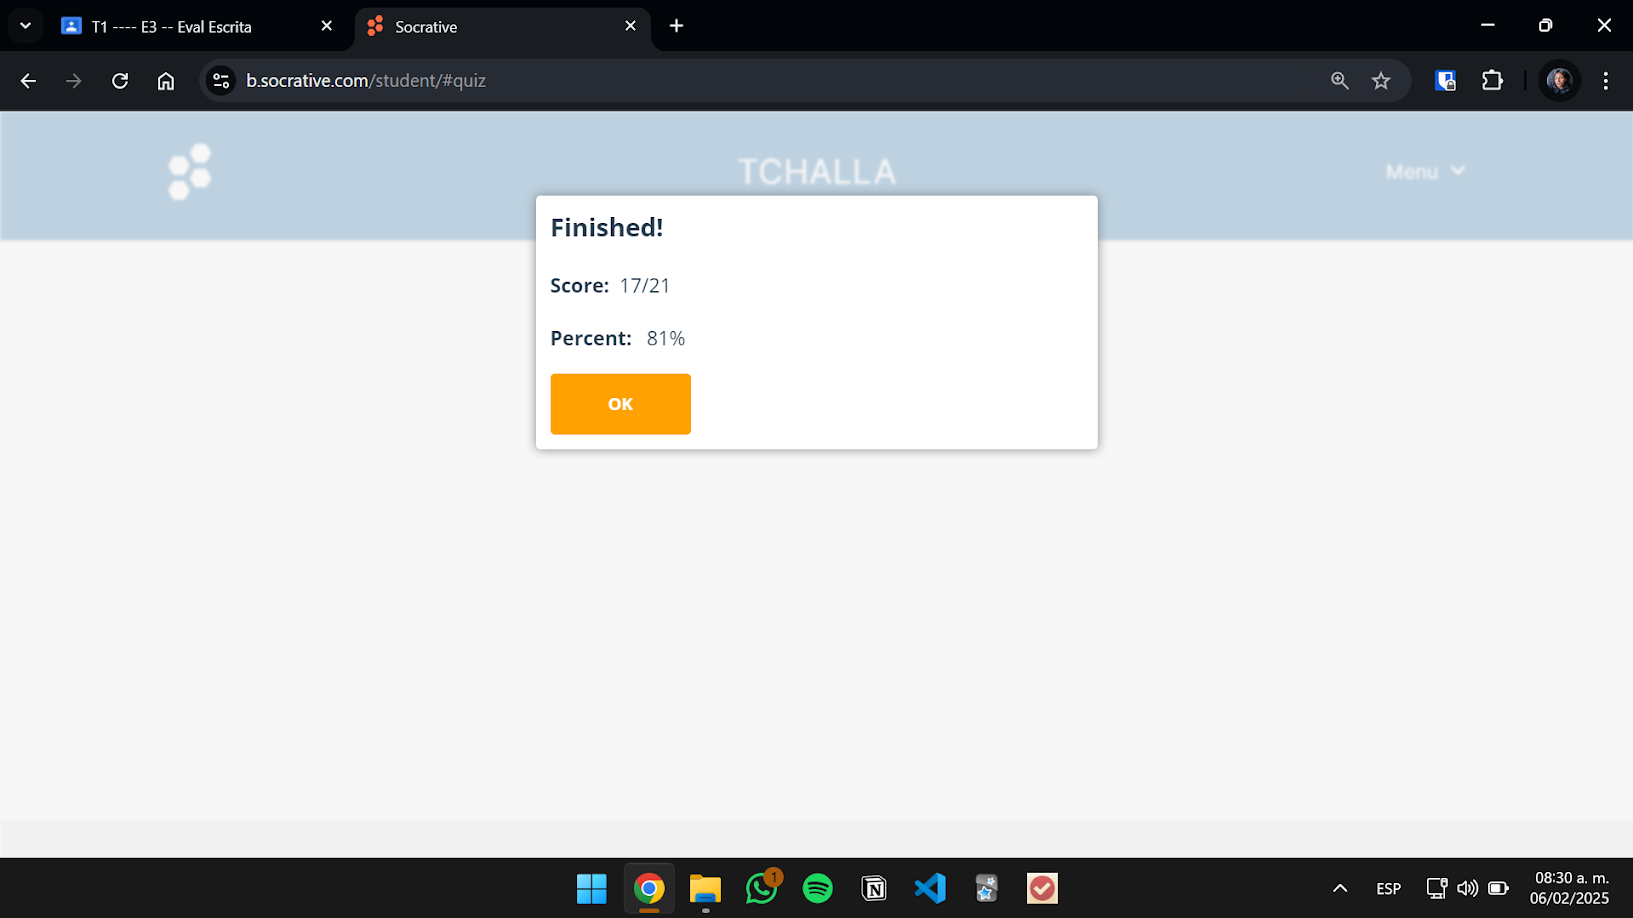 T1 ---- E3 -- Eval Escrita
Socrative
b.socrative.com/student/#quiz
TCHALLA
Menu
Finished!
Score: 17/21
Percent: 81%
OK
1
ESP
08:30 a. m.
06/02/2025